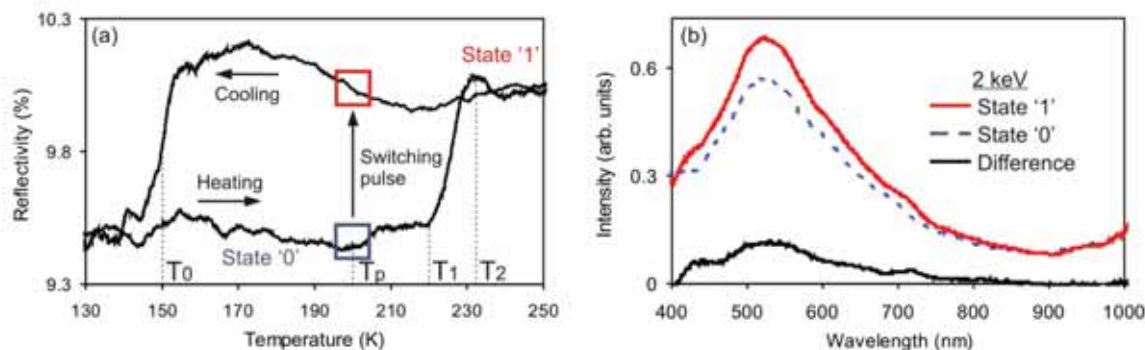 (a)
10.3
9.8
9.3
Reflectivity (%)
State '1'
Cooling
Switching
pulse
Heating
State '0'
T0
Tp
T1
T2
130
150
170
190
210
230
250
Temperature (K)
(b)
0.6
0.3
0
Intensity (arb. units)
2 keV
State '1'
State '0'
Difference
400
500
600
700
800
900
1000
Wavelength (nm)